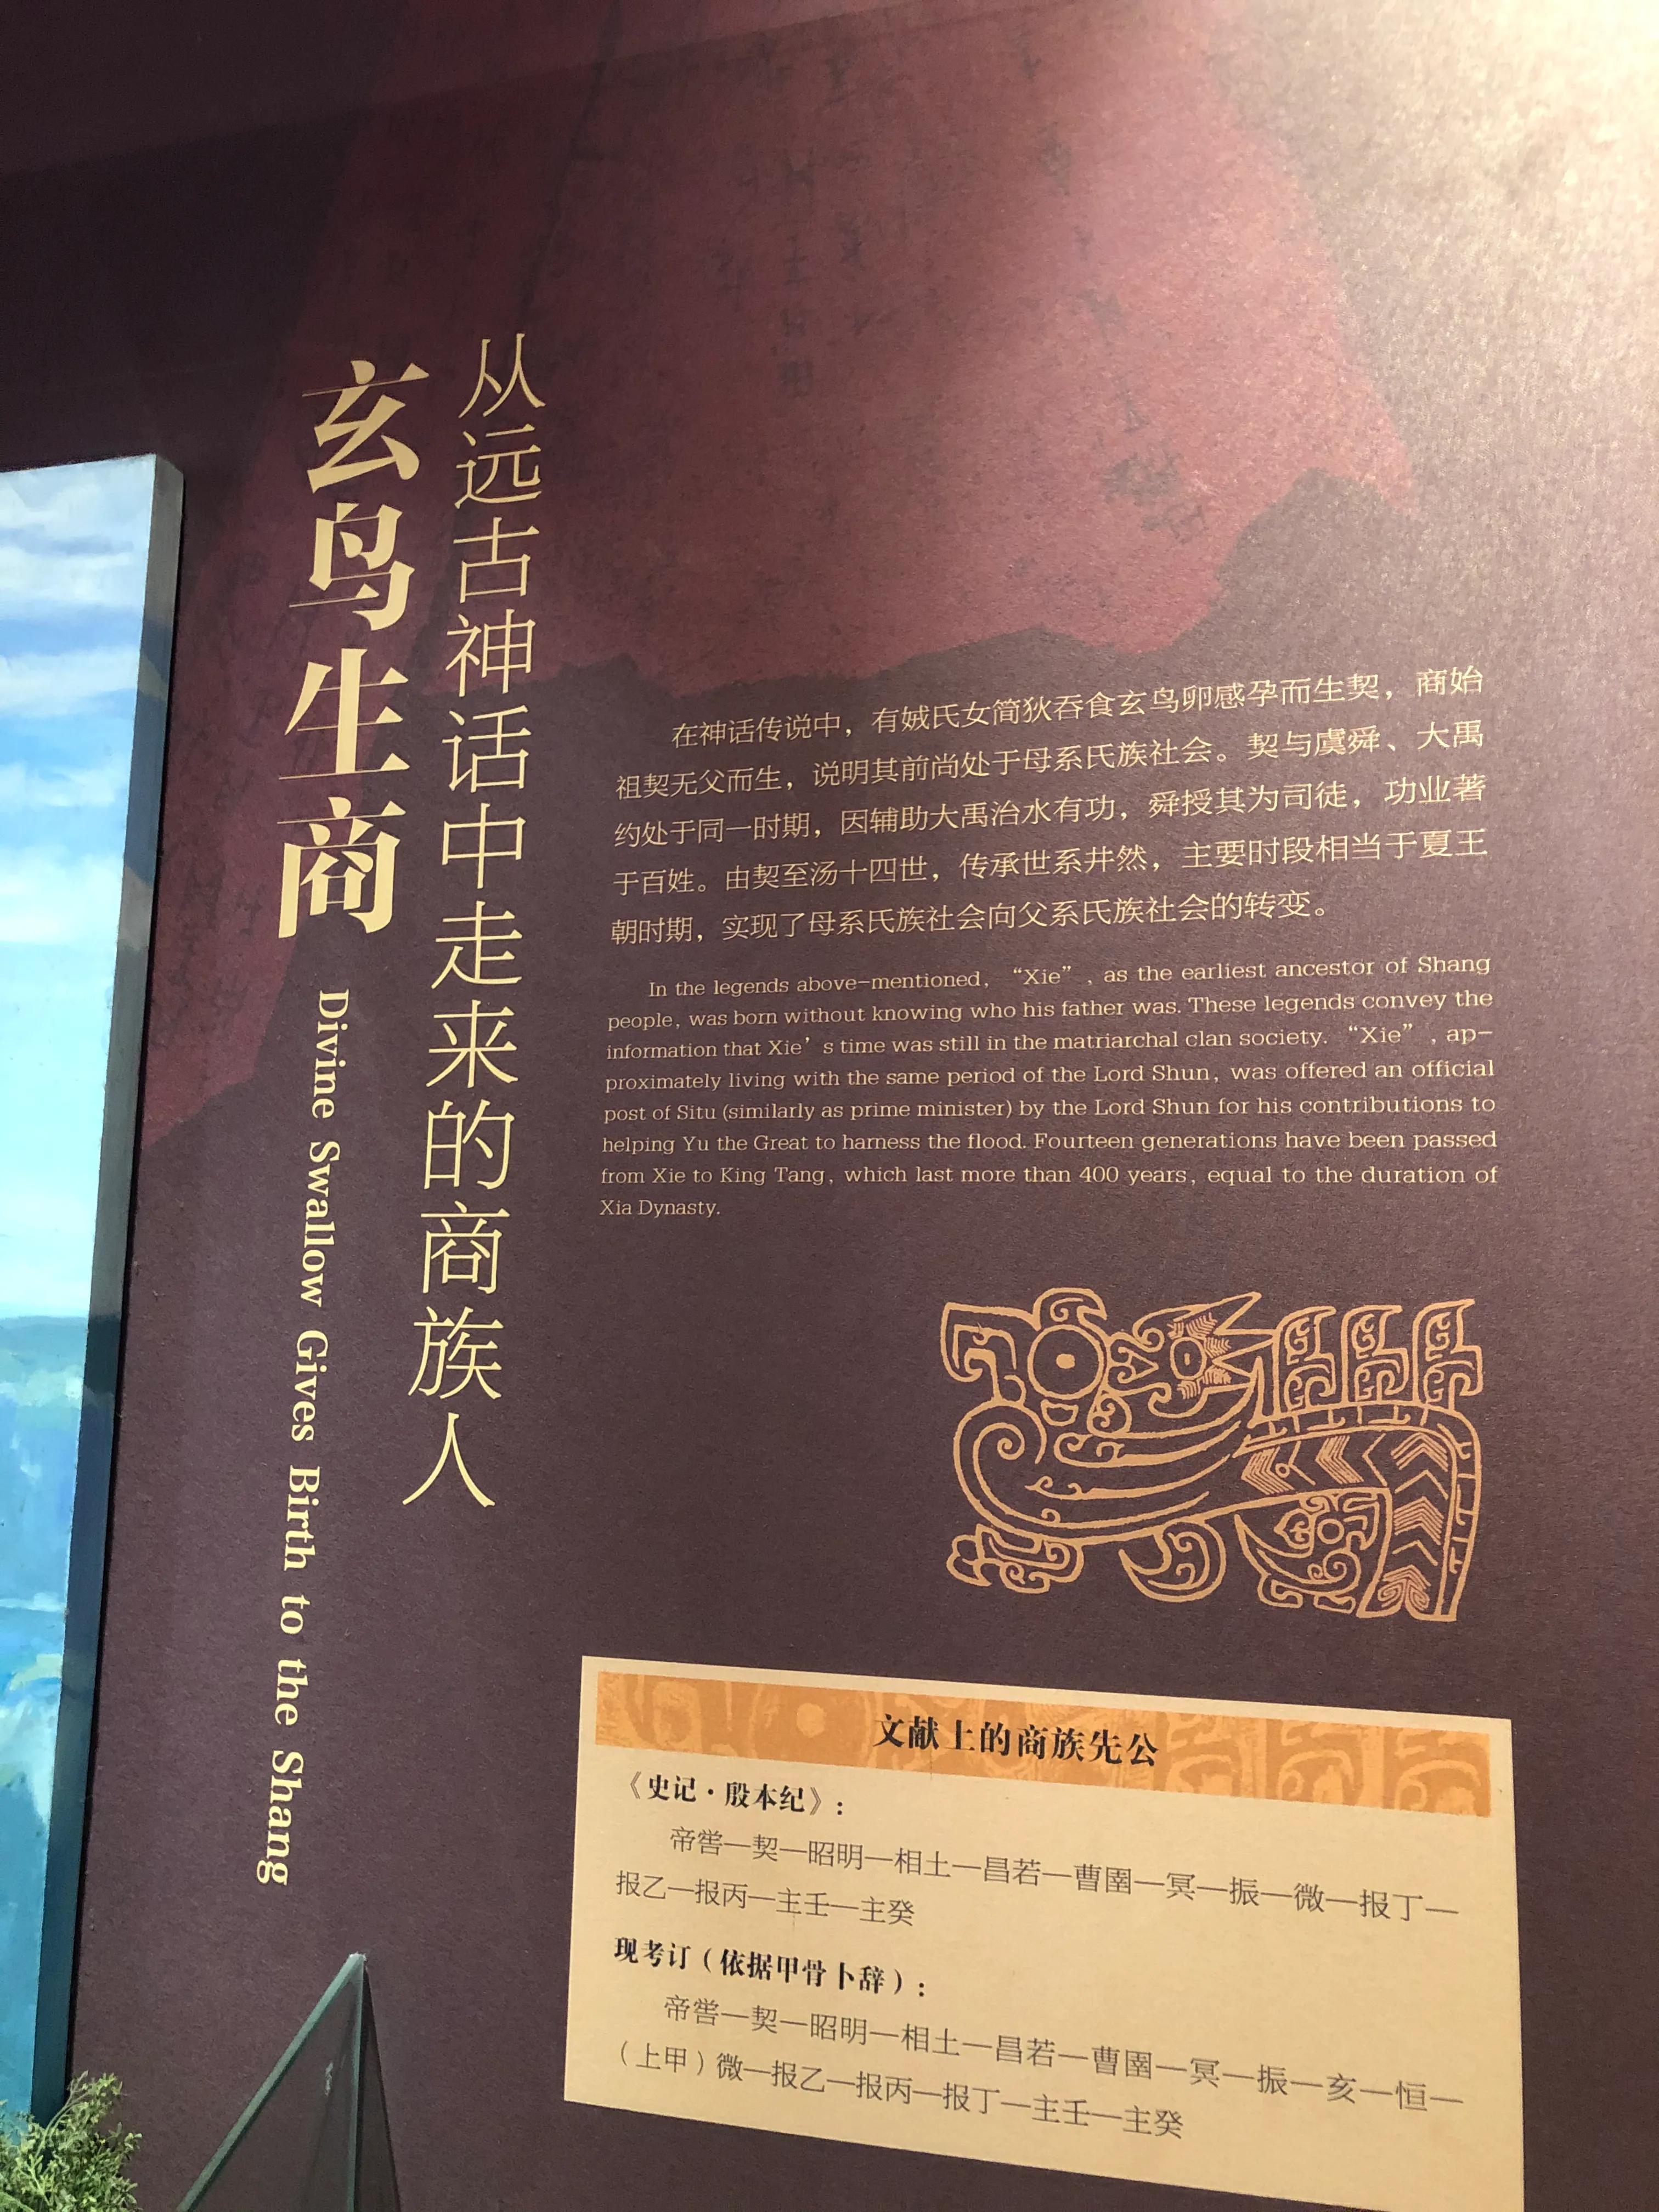 从远古神话中走来的商族人
玄鸟生商
Divine Swallow Gives Birth to the Shang
在神话传说中，有娀氏女简狄吞食玄鸟卵感孕而生契，商始
祖契无父而生，说明其前尚处于母系氏族社会。契与虞舜、大禹
约处于同一时期，因辅助大禹治水有功，舜授其为司徒，功业著
于百姓。由契至汤十四世，传承世系井然，主要时段相当于夏王
朝时期，实现了母系氏族社会向父系氏族社会的转变。
In the legends above-mentioned, “Xie”, as the earliest ancestor of Shang
people, was born without knowing who his father was. These legends convey the
information that Xie’s time was still in the matriarchal clan society. “Xie”, ap-
proximately living with the same period of the Lord Shun, was offered an official
post of Situ (similarly as prime minister) by the Lord Shun for his contributions to
helping Yu the Great to harness the flood. Fourteen generations have been passed
from Xie to King Tang, which last more than 400 years, equal to the duration of
Xia Dynasty.
文献上的商族先公
《史记·殷本纪》：
帝喾—契—昭明—相土—昌若—曹圉—冥—振—微—报丁—
报乙—报丙—主壬—主癸
现考订（依据甲骨卜辞）：
帝喾—契—昭明—相土—昌若—曹圉—冥—振—亥—恒—
（上甲）微—报乙—报丙—报丁—主壬—主癸